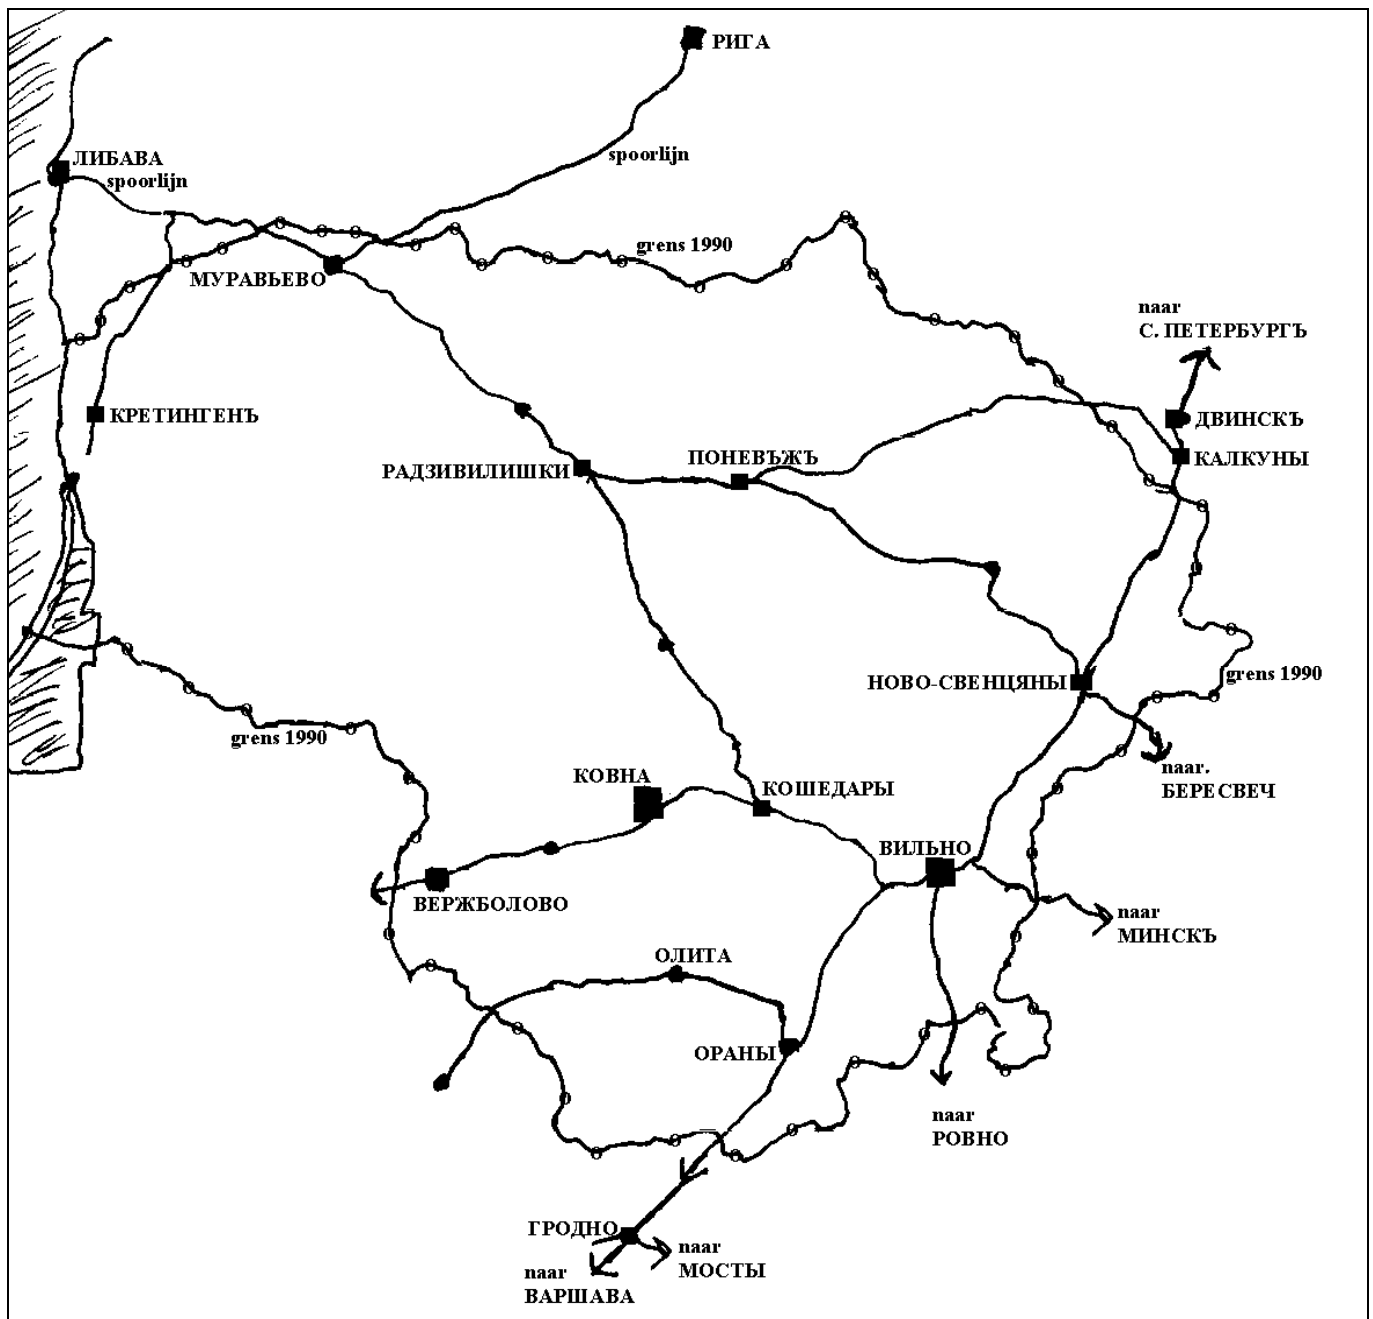 РИГА
ЛИБАВА
spoorlijn
spoorlijn
grens 1990
МУРАВЬЕВО
naar
С. ПЕТЕРБУРГЪ
КРЕТИНГЕНЪ
ДВИНСКЪ
РАДЗИВИЛИШКИ
ПОНЕВѢЖЪ
КАЛКУНЫ
НОВО-СВЕНЦЯНЫ
grens 1990
grens 1990
naar.
БЕРЕСВЕЧ
КОВНА
КОШЕДАРЫ
ВИЛЬНО
ВЕРЖБОЛОВО
naar
МИНСКЪ
ОЛИТА
ОРАНЫ
naar
РОВНО
ГРОДНО
naar
МОСТЫ
naar
ВАРШАВА